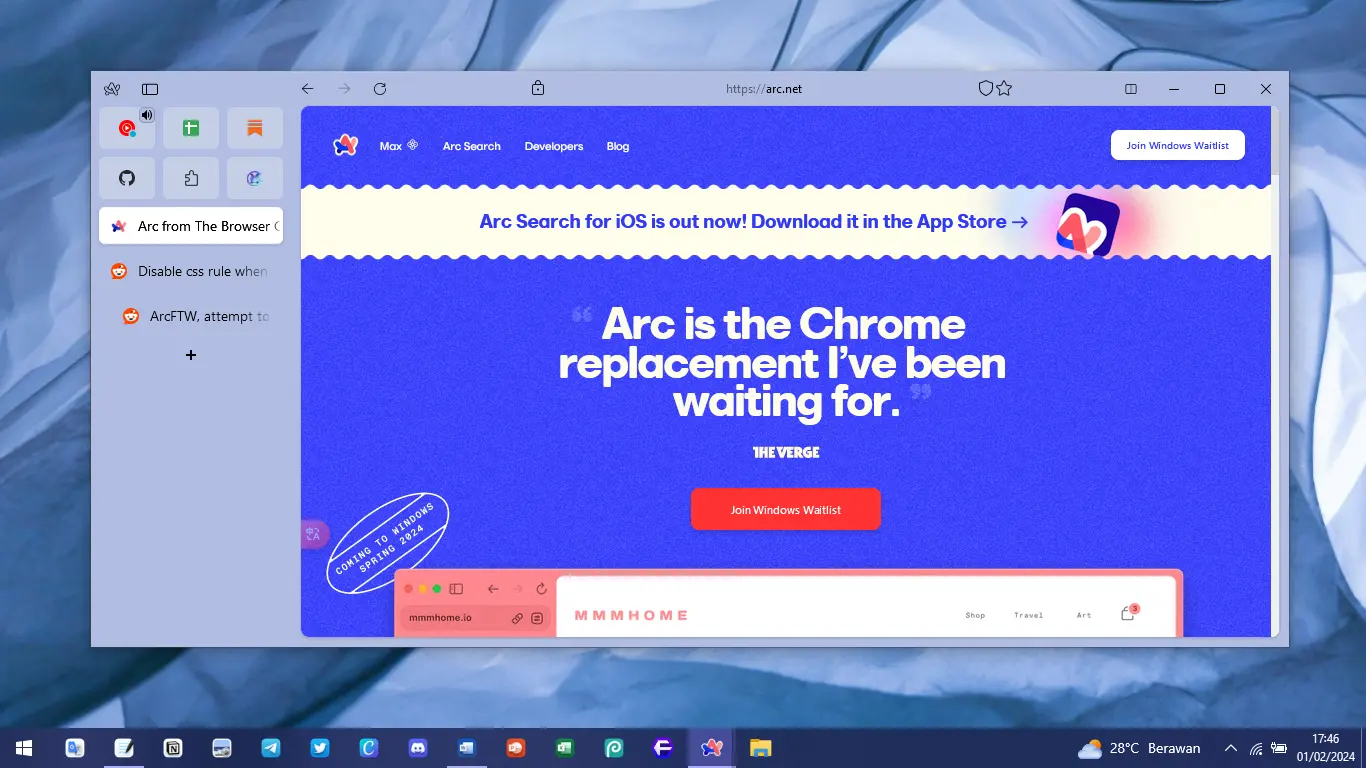 https://arc.net
Arc from The Browser
Disable css rule when
ArcFTW, attempt to
Max
Arc Search
Developers
Blog
Join Windows Waitlist
Arc Search for iOS is out now! Download it in the App Store →
“ Arc is the Chrome
replacement I’ve been
waiting for. ”
THE VERGE
Join Windows Waitlist
COMING TO WINDOWS
SPRING 2024
mmmhome.io
MMMHOME
Shop
Travel
Art
3
28°C Berawan
17:46
01/02/2024